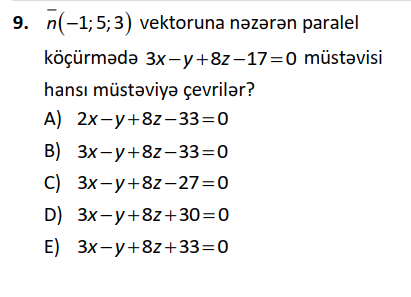 9. n̅(−1; 5; 3) vektoruna nəzərən paralel
köçürmədə 3x−y+8z−17=0 müstəvisi
hansı müstəviyə çevrilər?
A) 2x−y+8z−33=0
B) 3x−y+8z−33=0
C) 3x−y+8z−27=0
D) 3x−y+8z+30=0
E) 3x−y+8z+33=0